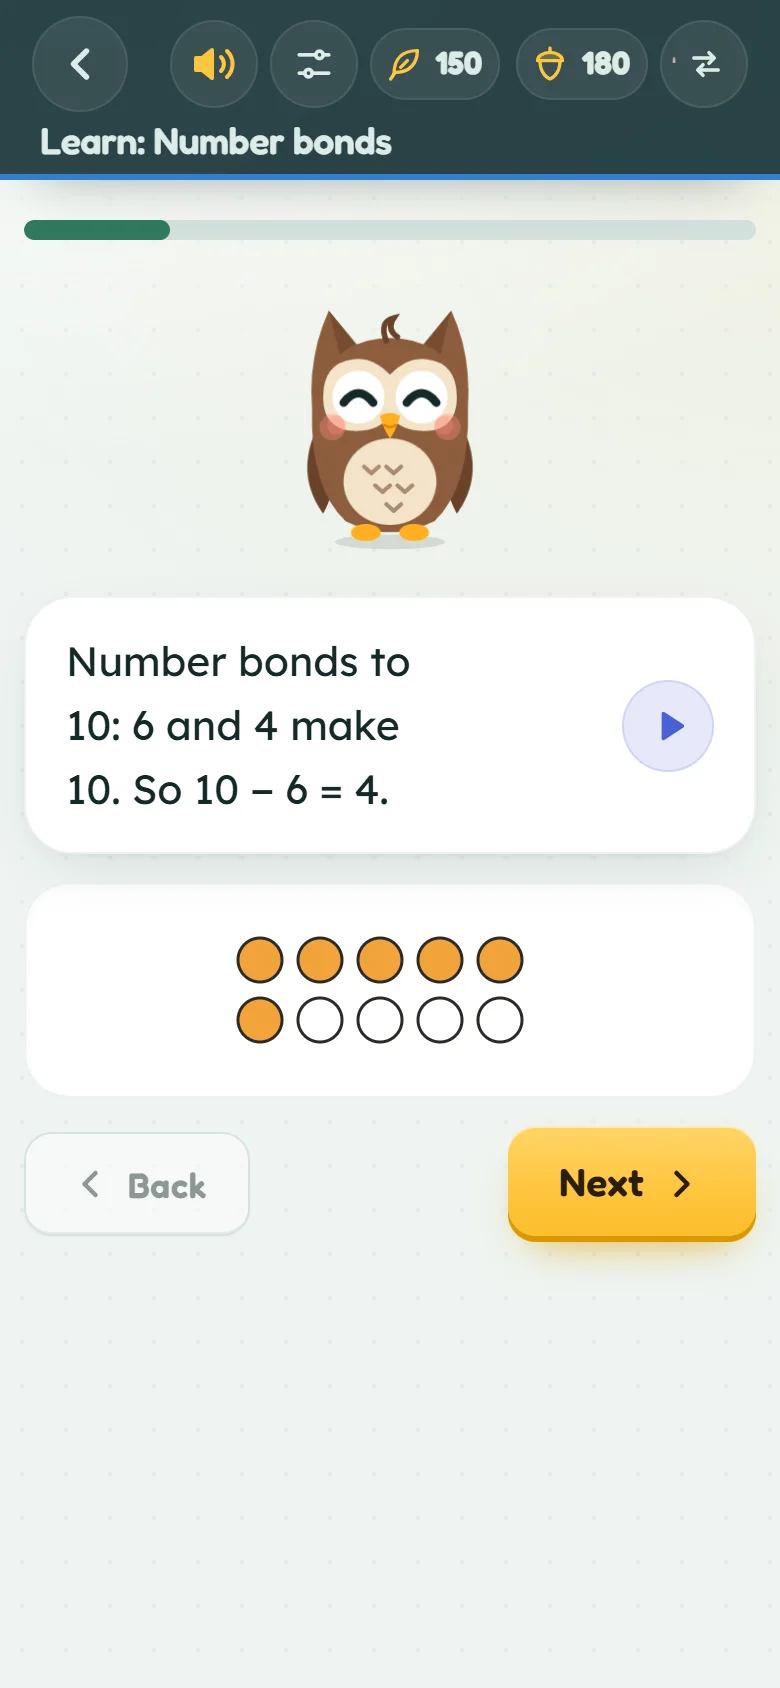 150
180
Learn: Number bonds
Number bonds to
10: 6 and 4 make
10. So 10 – 6 = 4.
Back
Next